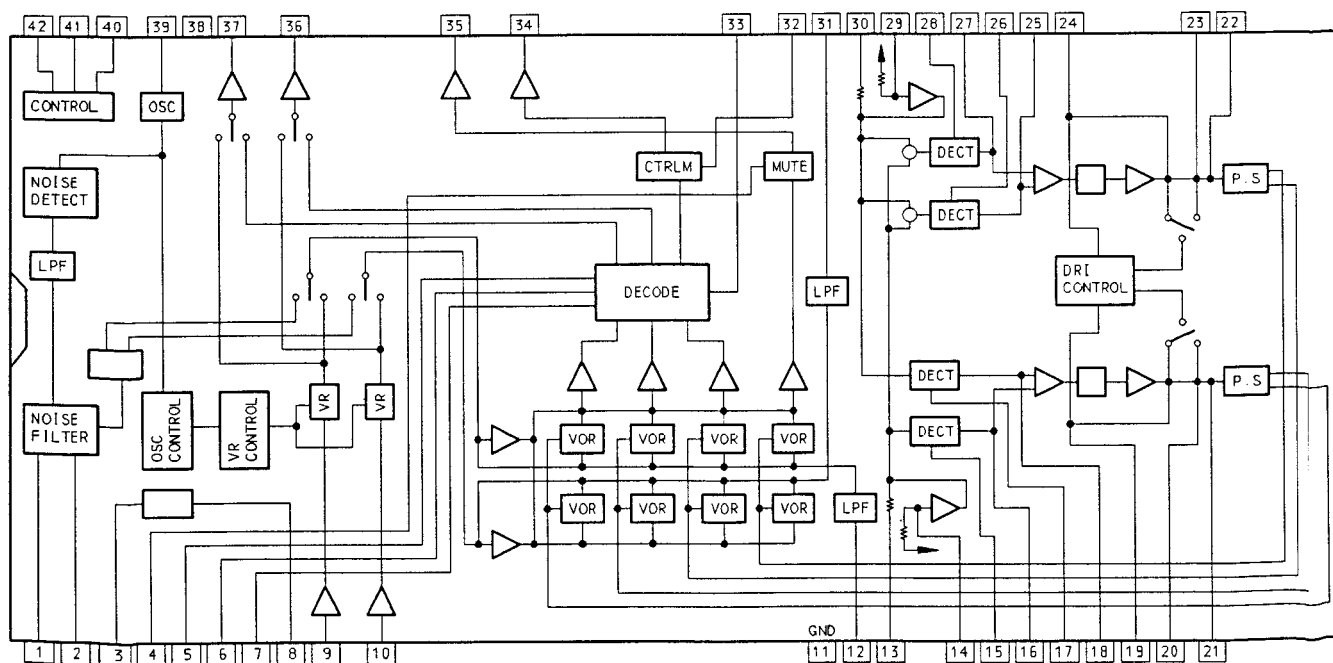 42 41 40 39 38 37 36 35 34 33 32 31 30 29 28 27 26 25 24 23 22
CONTROL
OSC
NOISE
DETECT
LPF
CTRLM
MUTE
DECT
DECT
P.S
DECODE
LPF
DRI
CONTROL
NOISE
FILTER
OSC
CONTROL
VR
CONTROL
VR
VR
DECT
P.S
DECT
VOR VOR VOR VOR
VOR VOR VOR VOR
LPF
GND
1 2 3 4 5 6 7 8 9 10 11 12 13 14 15 16 17 18 19 20 21